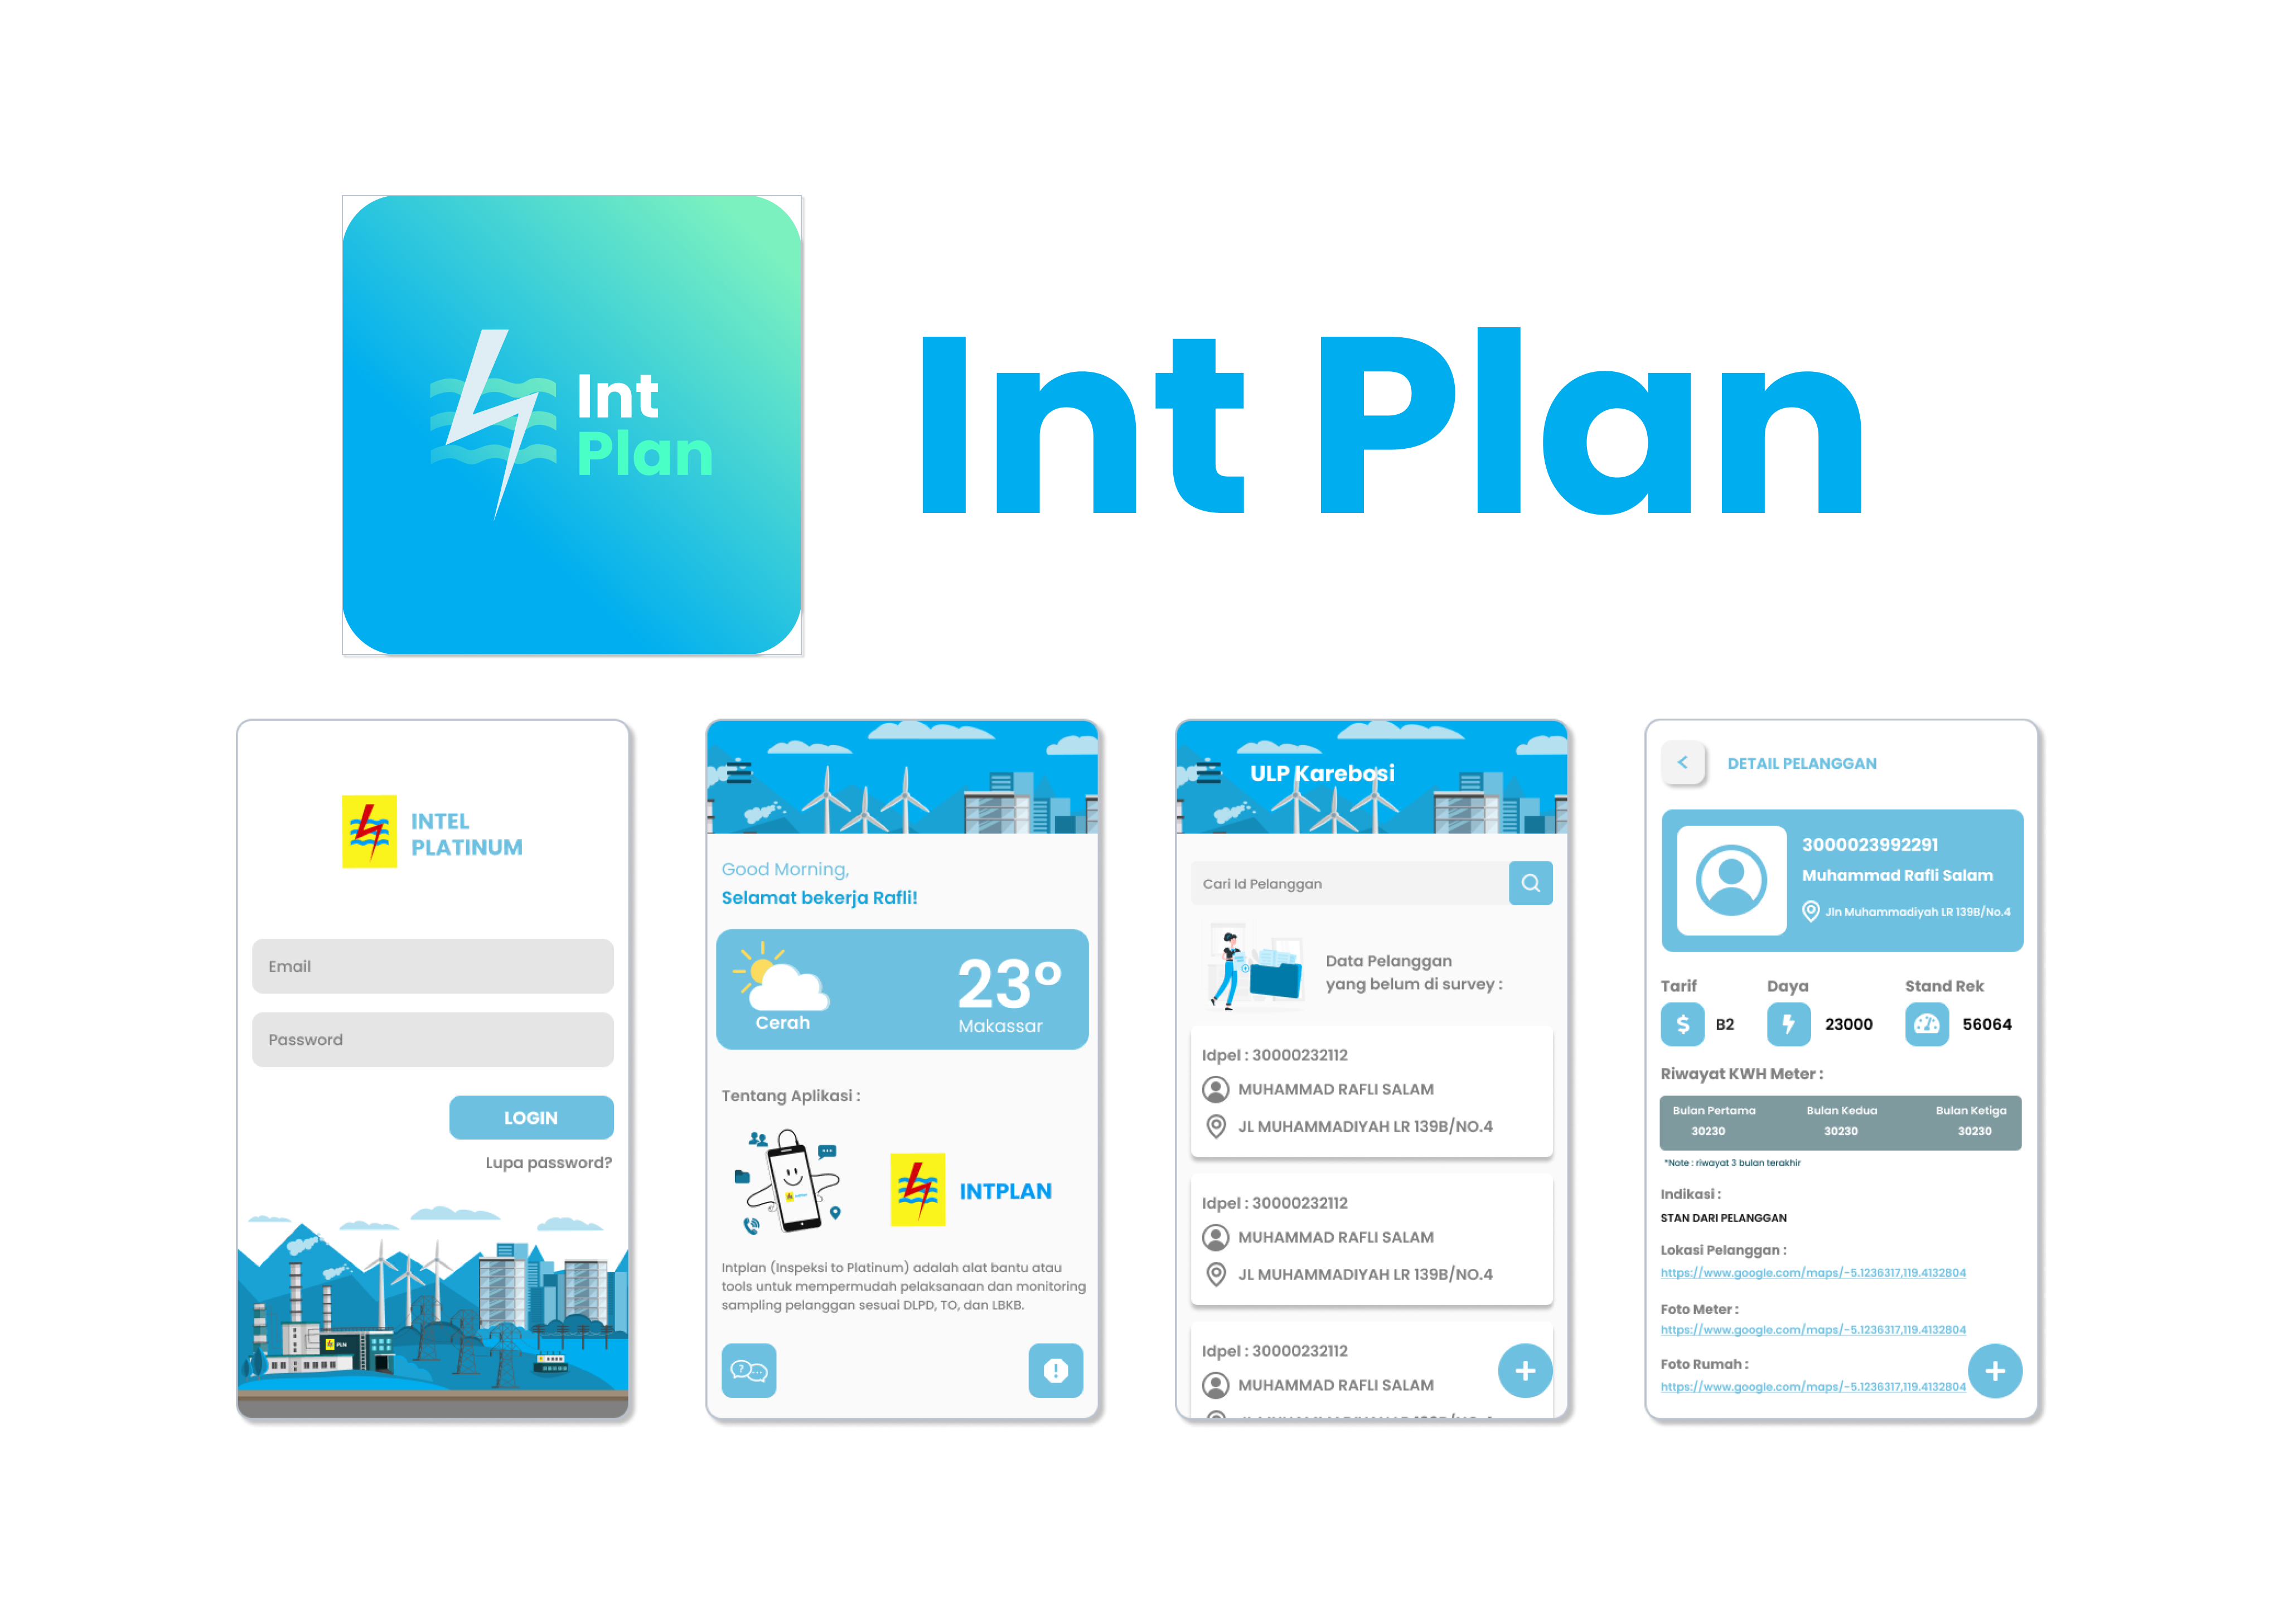 Int
Plan
Int Plan
INTEL
PLATINUM
Email
Password
LOGIN
Lupa password?
PLN
Good Morning,
Selamat bekerja Rafli!
23°
Cerah
Makassar
Tentang Aplikasi :
INTPLAN
Intplan (Inspeksi to Platinum) adalah alat bantu atau
tools untuk mempermudah pelaksanaan dan monitoring
sampling pelanggan sesuai DLPD, TO, dan LBKB.
ULP Karebosi
Cari Id Pelanggan
Data Pelanggan
yang belum di survey :
Idpel : 30000232112
MUHAMMAD RAFLI SALAM
JL MUHAMMADIYAH LR 139B/NO.4
Idpel : 30000232112
MUHAMMAD RAFLI SALAM
JL MUHAMMADIYAH LR 139B/NO.4
Idpel : 30000232112
MUHAMMAD RAFLI SALAM
DETAIL PELANGGAN
3000023992291
Muhammad Rafli Salam
Jln Muhammadiyah LR 139B/No.4
Tarif Daya Stand Rek
B2 23000 56064
Riwayat KWH Meter :
Bulan Pertama Bulan Kedua Bulan Ketiga
30230 30230 30230
*Note : riwayat 3 bulan terakhir
Indikasi :
STAN DARI PELANGGAN
Lokasi Pelanggan :
https://www.google.com/maps/-5.1236317,119.4132804
Foto Meter :
https://www.google.com/maps/-5.1236317,119.4132804
Foto Rumah :
https://www.google.com/maps/-5.1236317,119.4132804